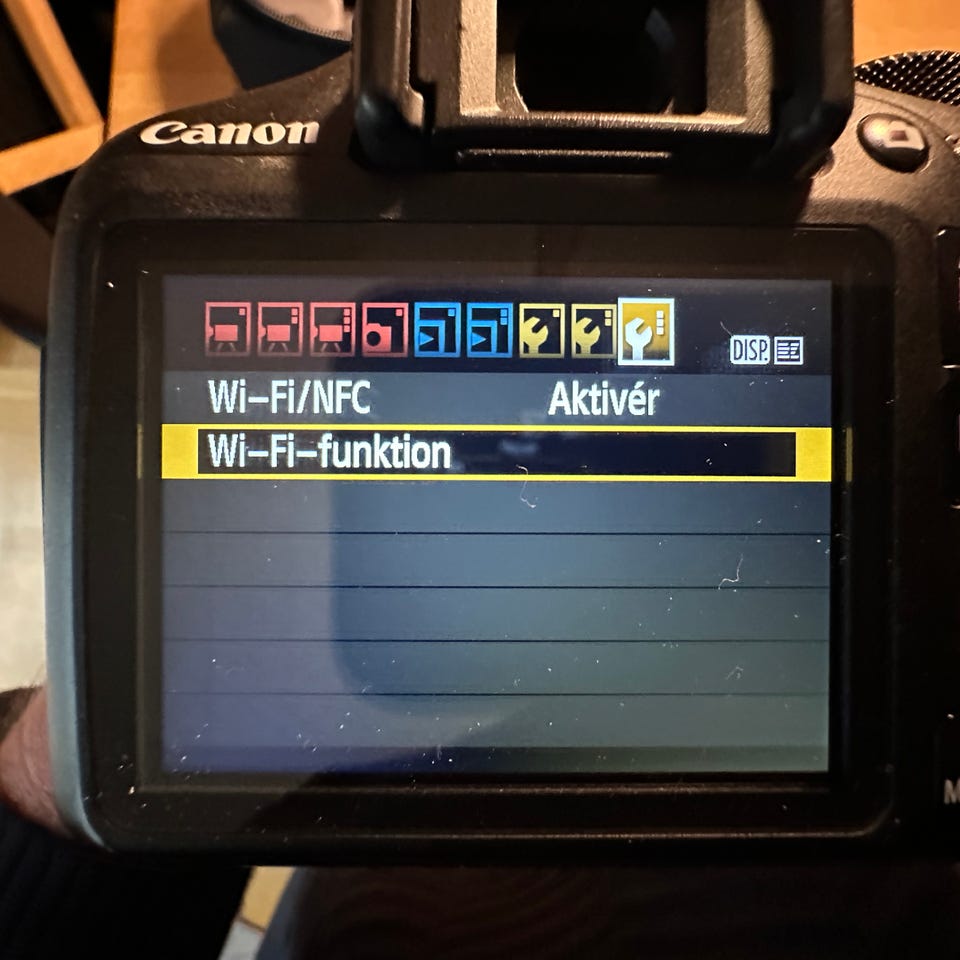 Canon
DISP.
Wi-Fi/NFC Aktivér
Wi-Fi-funktion
M